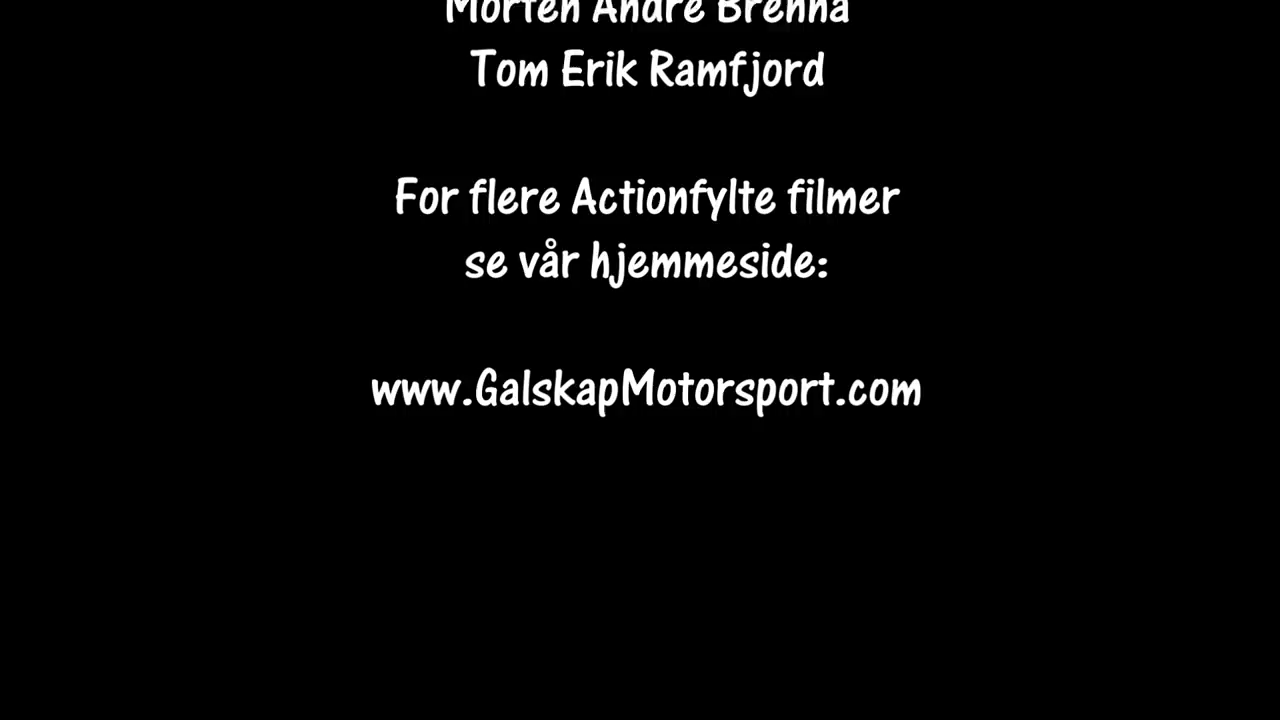 Morten Andre Brenna
Tom Erik Ramfjord
For flere Actionfylte filmer
se vår hjemmeside:
www.GalskapMotorsport.com